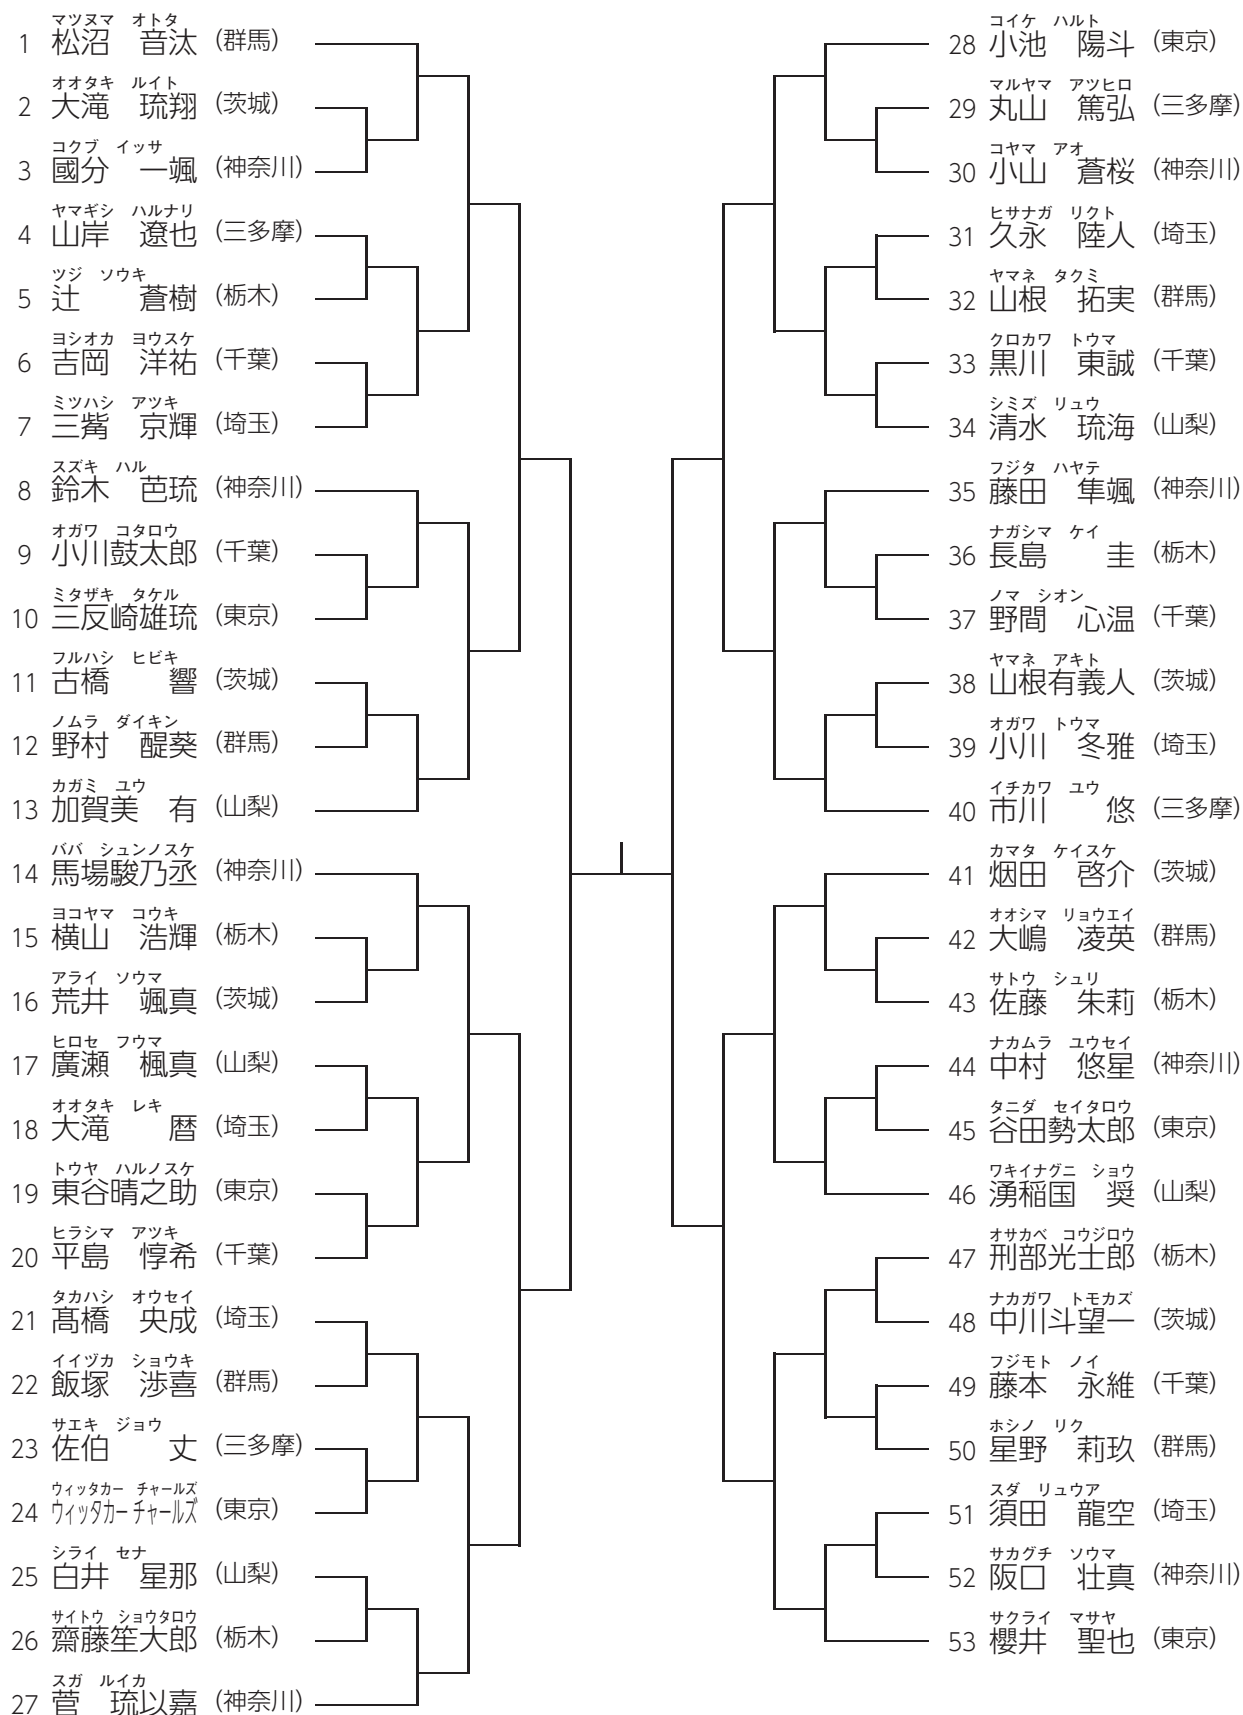 マツヌマ オトタ
1 松沼 音汰 (群馬)
オオタキ ルイト
2 大滝 琉翔 (茨城)
コクブ イッサ
3 國分 一颯 (神奈川)
ヤマギシ ハルナリ
4 山岸 遼也 (三多摩)
ツジ ソウキ
5 辻 蒼樹 (栃木)
ヨシオカ ヨウスケ
6 吉岡 洋祐 (千葉)
ミツハシ アツキ
7 三觜 京輝 (埼玉)
スズキ ハル
8 鈴木 芭琉 (神奈川)
オガワ コタロウ
9 小川鼓太郎 (千葉)
ミタザキ タケル
10 三反崎雄琉 (東京)
フルハシ ヒビキ
11 古橋 響 (茨城)
ノムラ ダイキン
12 野村 醍葵 (群馬)
カガミ ユウ
13 加賀美 有 (山梨)
ババ シュンノスケ
14 馬場駿乃丞 (神奈川)
ヨコヤマ コウキ
15 横山 浩輝 (栃木)
アライ ソウマ
16 荒井 颯真 (茨城)
ヒロセ フウマ
17 廣瀬 楓真 (山梨)
オオタキ レキ
18 大滝 暦 (埼玉)
トウヤ ハルノスケ
19 東谷晴之助 (東京)
ヒラシマ アツキ
20 平島 惇希 (千葉)
タカハシ オウセイ
21 髙橋 央成 (埼玉)
イイヅカ ショウキ
22 飯塚 渉喜 (群馬)
サエキ ジョウ
23 佐伯 丈 (三多摩)
ウィッタカー チャールズ
24 ウィッタカーチャールズ (東京)
シライ セナ
25 白井 星那 (山梨)
サイトウ ショウタロウ
26 齋藤笙大郎 (栃木)
スガ ルイカ
27 菅 琉以嘉 (神奈川)
コイケ ハルト
28 小池 陽斗 (東京)
マルヤマ アツヒロ
29 丸山 篤弘 (三多摩)
コヤマ アオ
30 小山 蒼桜 (神奈川)
ヒサナガ リクト
31 久永 陸人 (埼玉)
ヤマネ タクミ
32 山根 拓実 (群馬)
クロカワ トウマ
33 黒川 東誠 (千葉)
シミズ リュウ
34 清水 琉海 (山梨)
フジタ ハヤテ
35 藤田 隼颯 (神奈川)
ナガシマ ケイ
36 長島 圭 (栃木)
ノマ シオン
37 野間 心温 (千葉)
ヤマネ アキト
38 山根有義人 (茨城)
オガワ トウマ
39 小川 冬雅 (埼玉)
イチカワ ユウ
40 市川 悠 (三多摩)
カマタ ケイスケ
41 烟田 啓介 (茨城)
オオシマ リョウエイ
42 大嶋 凌英 (群馬)
サトウ シュリ
43 佐藤 朱莉 (栃木)
ナカムラ ユウセイ
44 中村 悠星 (神奈川)
タニダ セイタロウ
45 谷田勢太郎 (東京)
ワキイナグニ ショウ
46 湧稲国 奨 (山梨)
オサカベ コウジロウ
47 刑部光士郎 (栃木)
ナカガワ トモカズ
48 中川斗望一 (茨城)
フジモト ノイ
49 藤本 永維 (千葉)
ホシノ リク
50 星野 莉玖 (群馬)
スダ リュウア
51 須田 龍空 (埼玉)
サカグチ ソウマ
52 阪口 壮真 (神奈川)
サクライ マサヤ
53 櫻井 聖也 (東京)